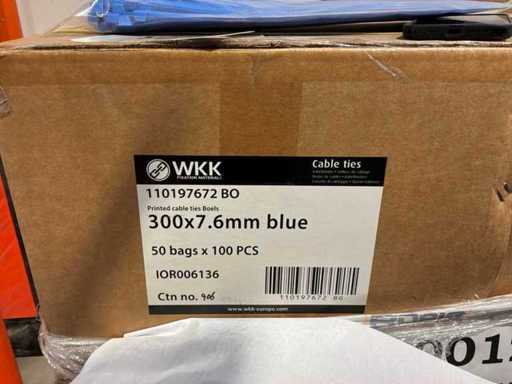 WKK
FIXATION MATERIALS
Cable ties
110197672 BO
Printed cable ties Boels
300x7.6mm blue
50 bags x 100 PCS
IOR006136
Ctn no.
110197672 BG
www.wkk-europe.com